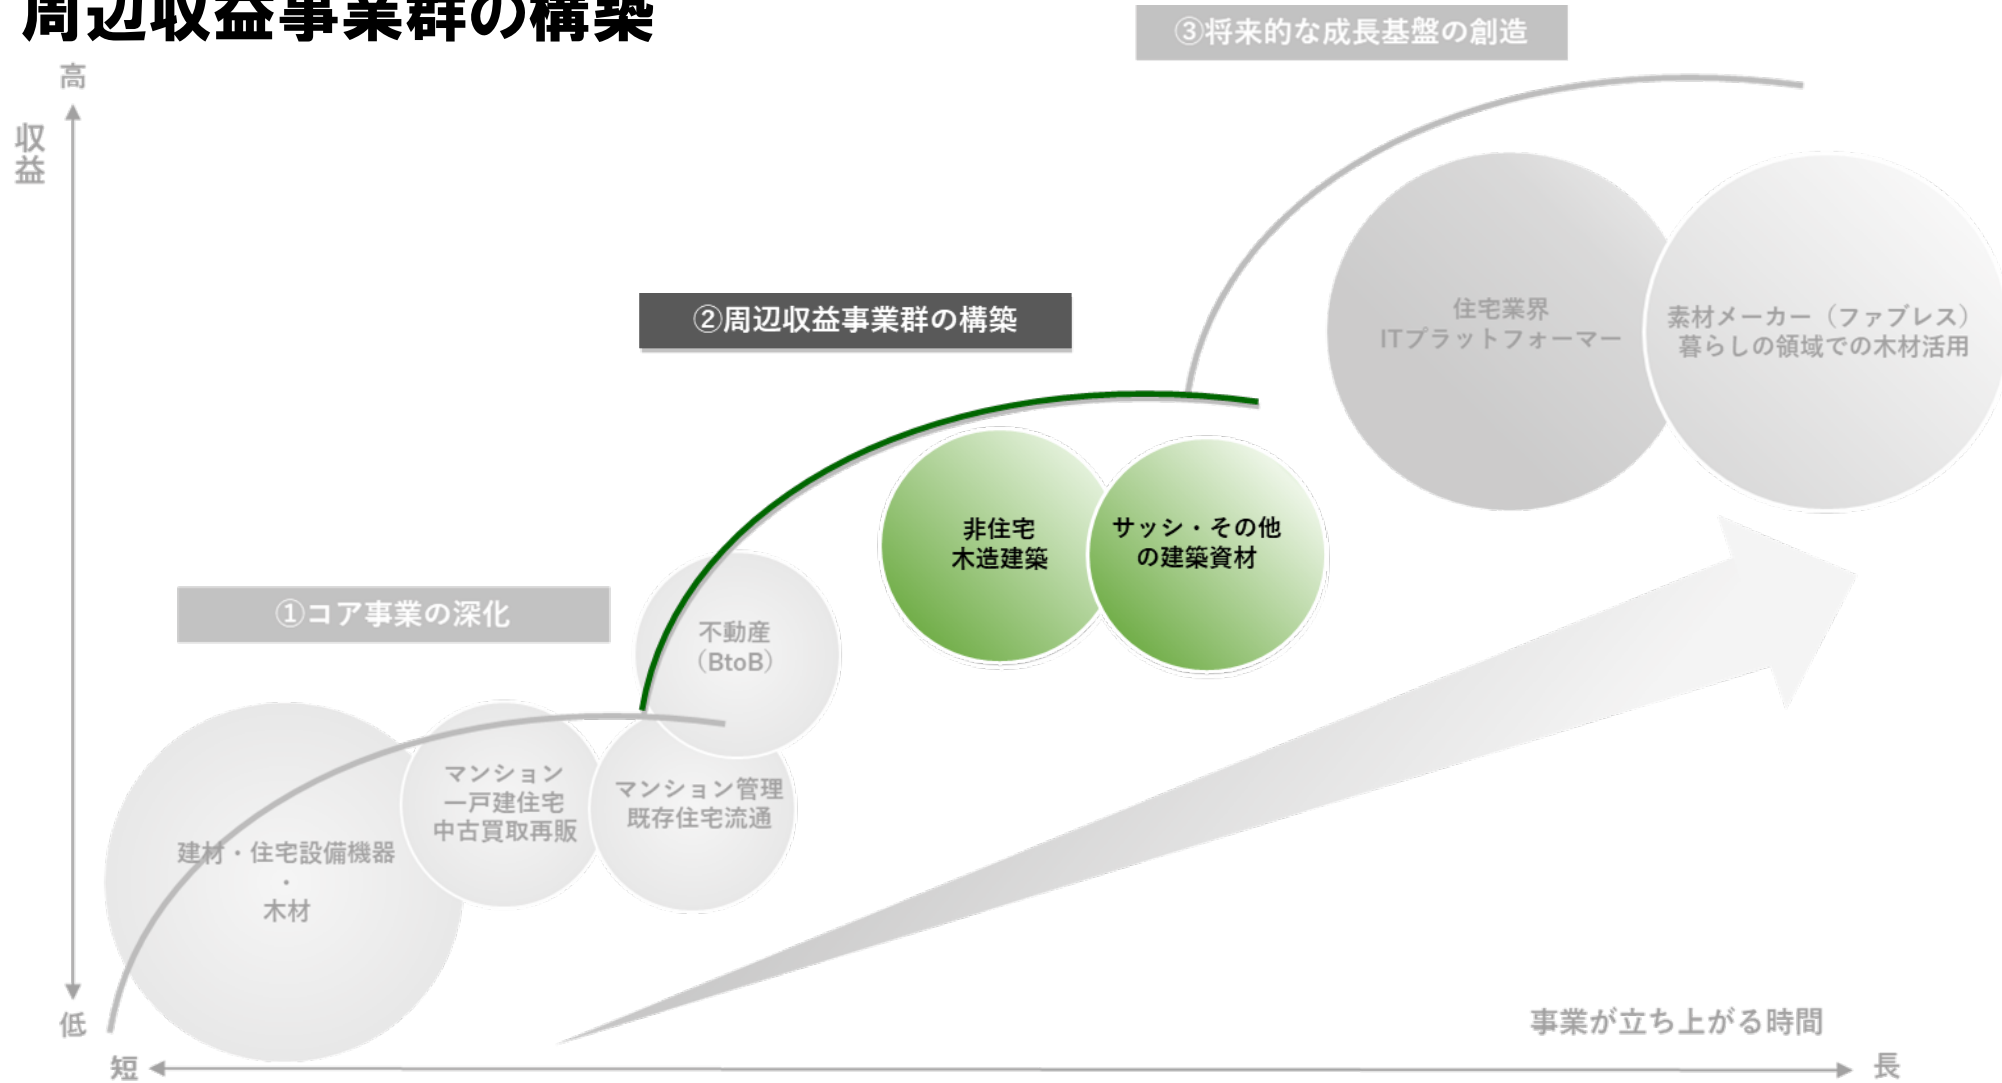 周辺収益事業群の構築
③将来的な成長基盤の創造
高
収益
住宅業界
ITプラットフォーマー
素材メーカー（ファブレス）
暮らしの領域での木材活用
②周辺収益事業群の構築
非住宅
木造建築
サッシ・その他
の建築資材
①コア事業の深化
不動産
（BtoB）
マンション
一戸建住宅
中古買取再販
マンション管理
既存住宅流通
建材・住宅設備機器
・
木材
低
事業が立ち上がる時間
短
長